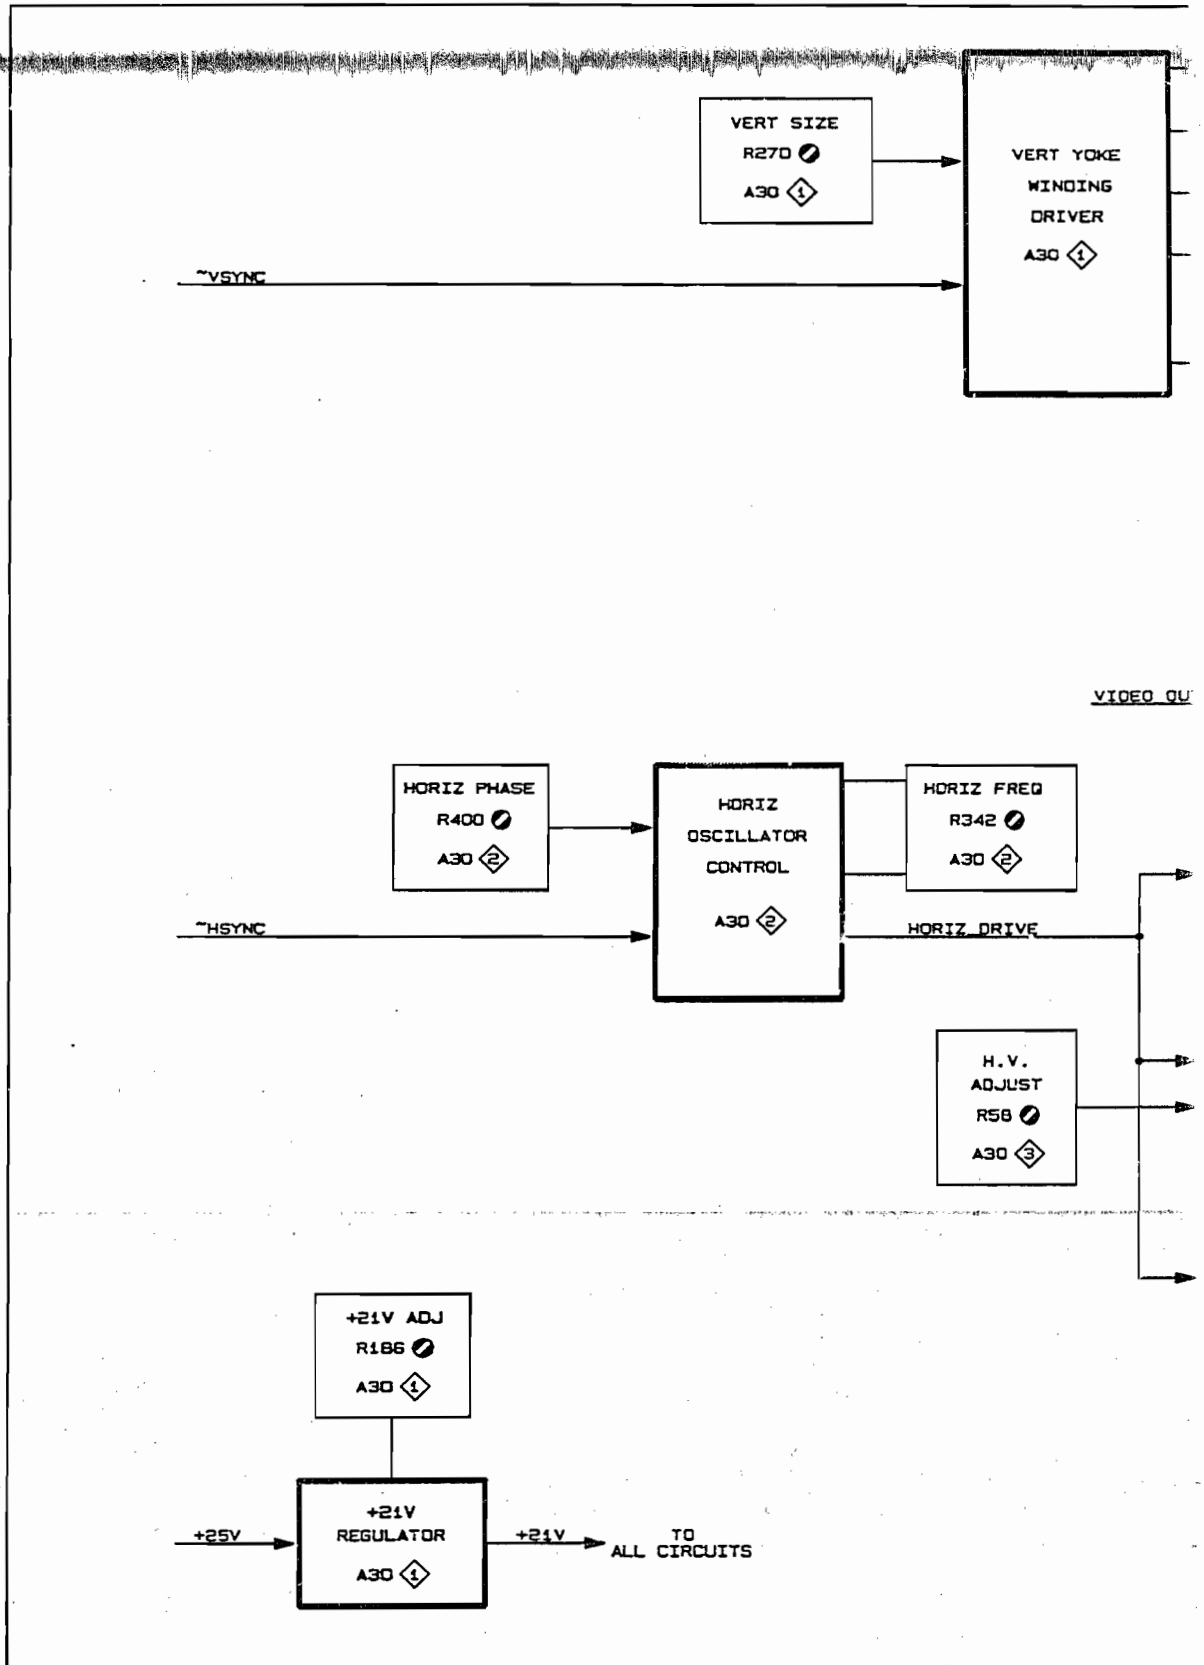 VERT SIZE
R270
A30 1
VERT YOKE
WINDING
DRIVER
A30 1
~VSYNC
VIDEO OU
HORIZ PHASE
R400
A30 2
HORIZ
OSCILLATOR
CONTROL
A30 2
HORIZ FREQ
R342
A30 2
~HSYNC
HORIZ DRIVE
H.V.
ADJUST
R58
A30 3
+21V ADJ
R186
A30 1
+25V
+21V
REGULATOR
A30 1
+21V
TO
ALL CIRCUITS